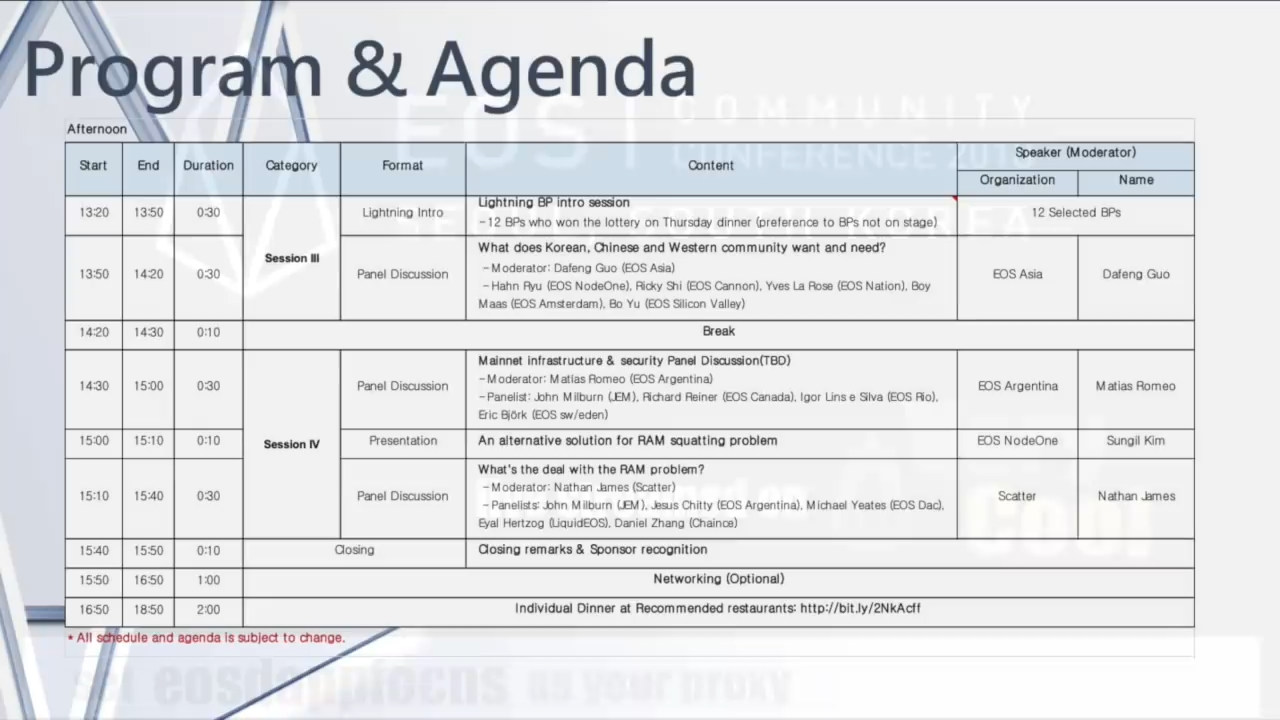 Program & Agenda
EOS | COMMUNITY
CONFERENCE
Afternoon
Start End Duration Category Format Content Speaker (Moderator)
Organization Name
13:20 13:50 0:30 Lightning Intro Lightning BP intro session 12 Selected BPs
-12 BPs who won the lottery on Thursday dinner (preference to BPs not on stage)
Session III
13:50 14:20 0:30 Panel Discussion What does Korean, Chinese and Western community want and need? EOS Asia Dafeng Guo
-Moderator: Dafeng Guo (EOS Asia)
-Hahn Ryu (EOS NodeOne), Ricky Shi (EOS Cannon), Yves La Rose (EOS Nation), Boy
Maas (EOS Amsterdam), Bo Yu (EOS Silicon Valley)
14:20 14:30 0:10 Break
14:30 15:00 0:30 Panel Discussion Mainnet infrastructure & security Panel Discussion(TBD) EOS Argentina Matias Romeo
-Moderator: Matias Romeo (EOS Argentina)
-Panelist: John Milburn (JEM), Richard Reiner (EOS Canada), Igor Lins e Silva (EOS Rio),
Eric Björk (EOS sw/eden)
Session IV
15:00 15:10 0:10 Presentation An alternative solution for RAM squatting problem EOS NodeOne Sungil Kim
15:10 15:40 0:30 Panel Discussion What's the deal with the RAM problem? Scatter Nathan James
-Moderator: Nathan James (Scatter)
-Panelists: John Milburn (JEM), Jesus Chitty (EOS Argentina), Michael Yeates (EOS Dac),
Eyal Hertzog (LiquidEOS), Daniel Zhang (Chaince)
15:40 15:50 0:10 Closing Closing remarks & Sponsor recognition
15:50 16:50 1:00 Networking (Optional)
16:50 18:50 2:00 Individual Dinner at Recommended restaurants: http://bit.ly/2NkAcff
* All schedule and agenda is subject to change.
set eosdappfocns as your proxy